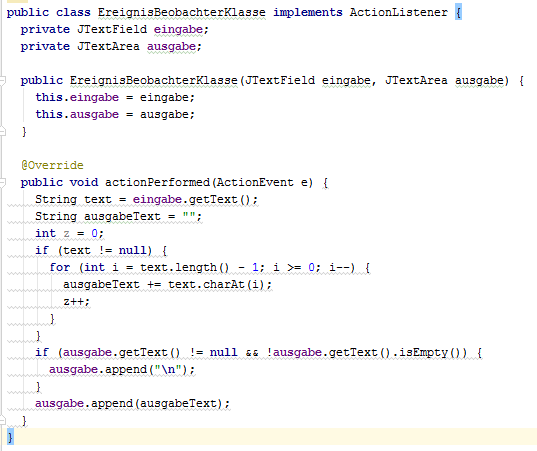 public class EreignisBeobachterKlasse implements ActionListener {
  private JTextField eingabe;
  private JTextArea ausgabe;

  public EreignisBeobachterKlasse(JTextField eingabe, JTextArea ausgabe) {
    this.eingabe = eingabe;
    this.ausgabe = ausgabe;
  }

  @Override
  public void actionPerformed(ActionEvent e) {
    String text = eingabe.getText();
    String ausgabeText = "";
    int z = 0;
    if (text != null) {
      for (int i = text.length() - 1; i >= 0; i--) {
        ausgabeText += text.charAt(i);
        z++;
      }
    }
    if (ausgabe.getText() != null && !ausgabe.getText().isEmpty()) {
      ausgabe.append("\n");
    }
    ausgabe.append(ausgabeText);
  }
}